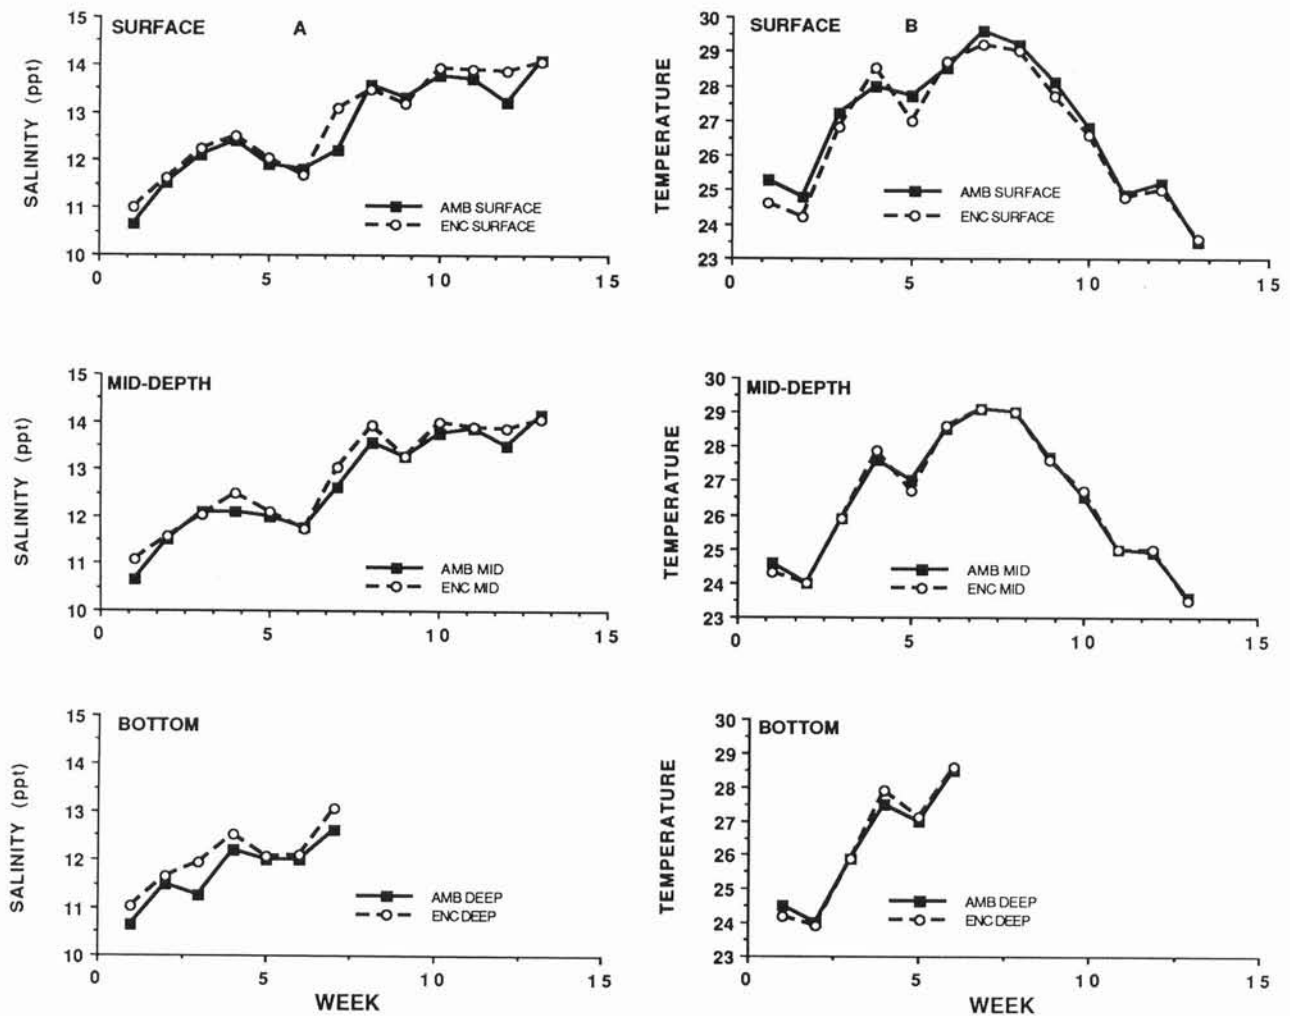 SURFACE A
SALINITY (ppt)
15
14
13
12
11
10
AMB SURFACE
ENC SURFACE
0 5 10 15
SURFACE B
TEMPERATURE
30
29
28
27
26
25
24
23
AMB SURFACE
ENC SURFACE
0 5 10 15
MID-DEPTH
SALINITY (ppt)
15
14
13
12
11
10
AMB MID
ENC MID
0 5 10 15
MID-DEPTH
TEMPERATURE
30
29
28
27
26
25
24
23
AMB MID
ENC MID
0 5 10 15
BOTTOM
SALINITY (ppt)
15
14
13
12
11
10
AMB DEEP
ENC DEEP
0 5 10 15
WEEK
BOTTOM
TEMPERATURE
30
29
28
27
26
25
24
23
AMB DEEP
ENC DEEP
0 5 10 15
WEEK